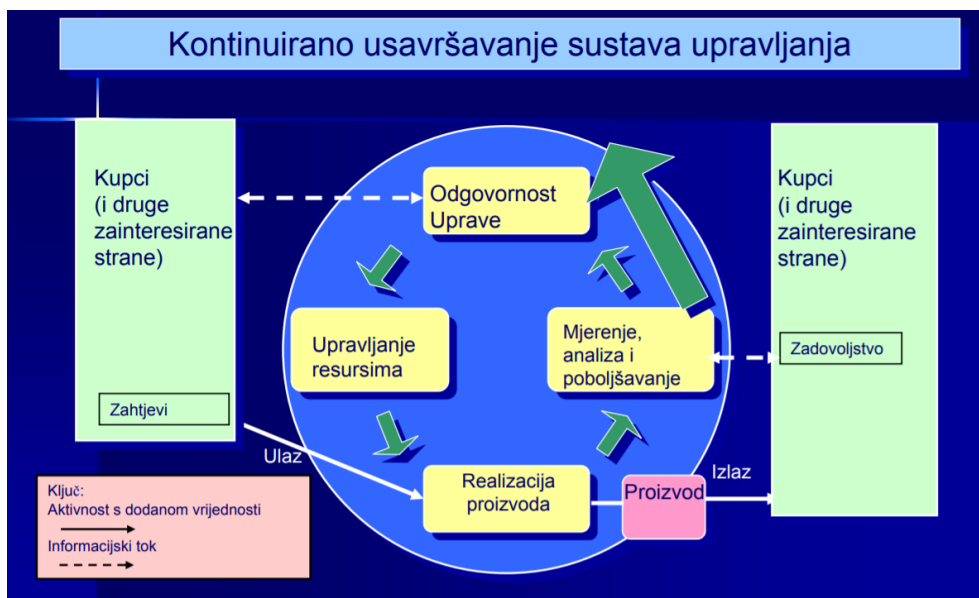 Kontinuirano usavršavanje sustava upravljanja
Kupci
(i druge
zainteresirane
strane)
Zahtjevi
Odgovornost
Uprave
Upravljanje
resursima
Mjerenje,
analiza i
poboljšavanje
Realizacija
proizvoda
Ulaz
Proizvod
Izlaz
Kupci
(i druge
zainteresirane
strane)
Zadovoljstvo
Ključ:
Aktivnost s dodanom vrijednosti
Informacijski tok